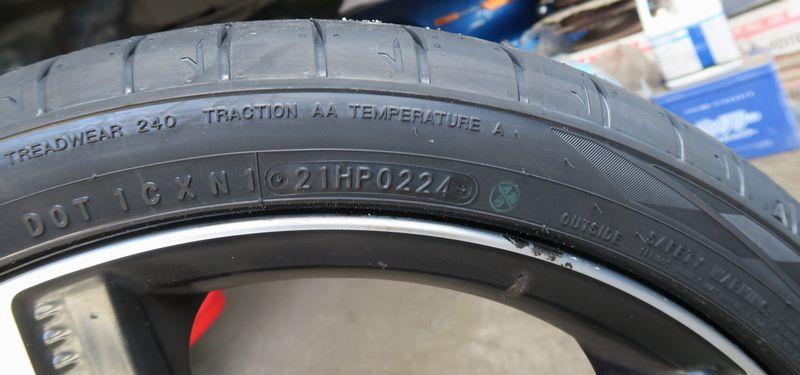 TREADWEAR 240 TRACTION AA TEMPERATURE A
DOT 1CXN1 21HP0224
OUTSIDE
SAFETY WARNING